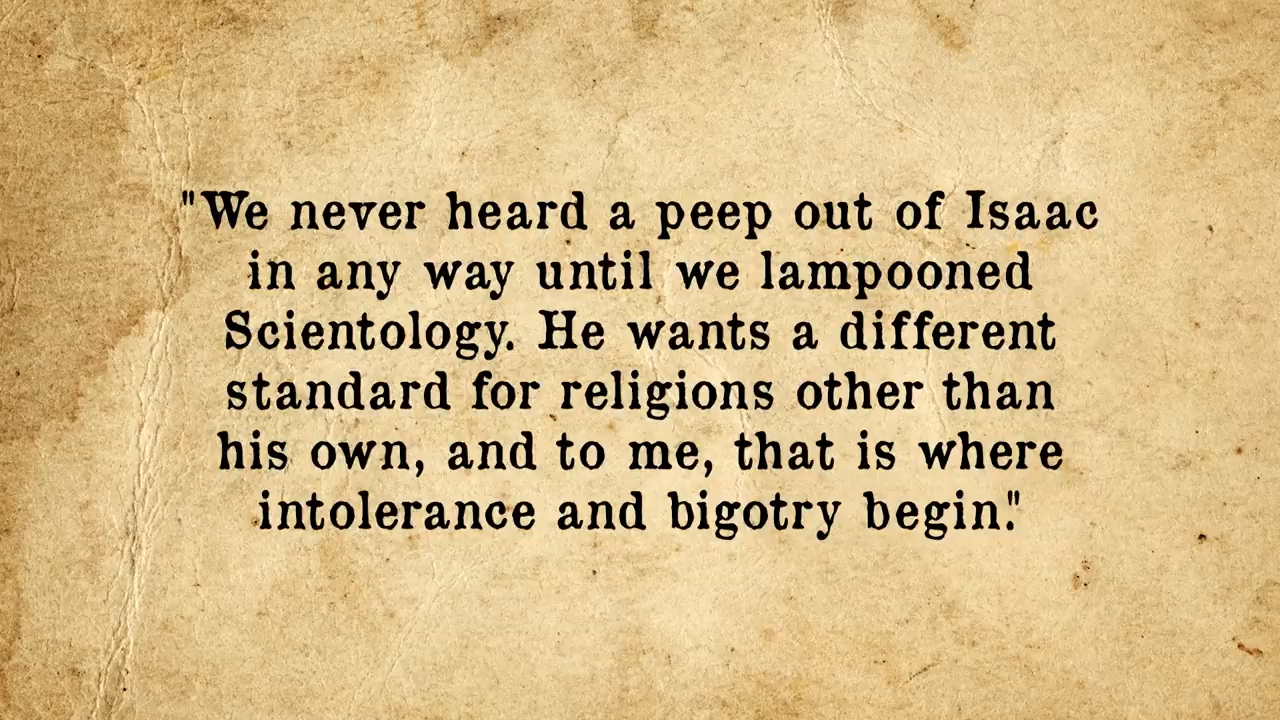 "We never heard a peep out of Isaac
in any way until we lampooned
Scientology. He wants a different
standard for religions other than
his own, and to me, that is where
intolerance and bigotry begin."